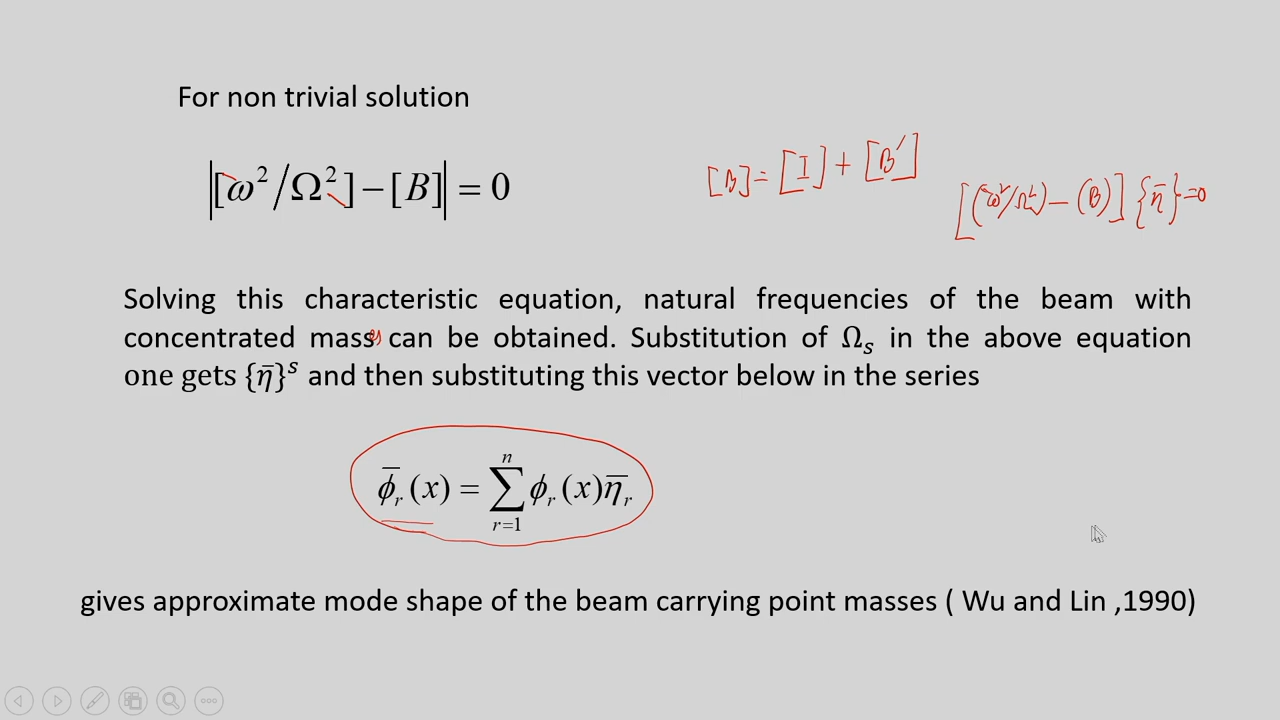 For non trivial solution
|[ω²/Ω²]−[B]| = 0
[B] = [I] + [B′]
[(ω²/Ω²) − (B)] {η̄} = 0
Solving this characteristic equation, natural frequencies of the beam with
concentrated masses can be obtained. Substitution of Ωₛ in the above equation
one gets {η̄}ˢ and then substituting this vector below in the series
n
ϕ̄ᵣ(x) = ∑ ϕᵣ(x)η̄ᵣ
r=1
gives approximate mode shape of the beam carrying point masses ( Wu and Lin ,1990)